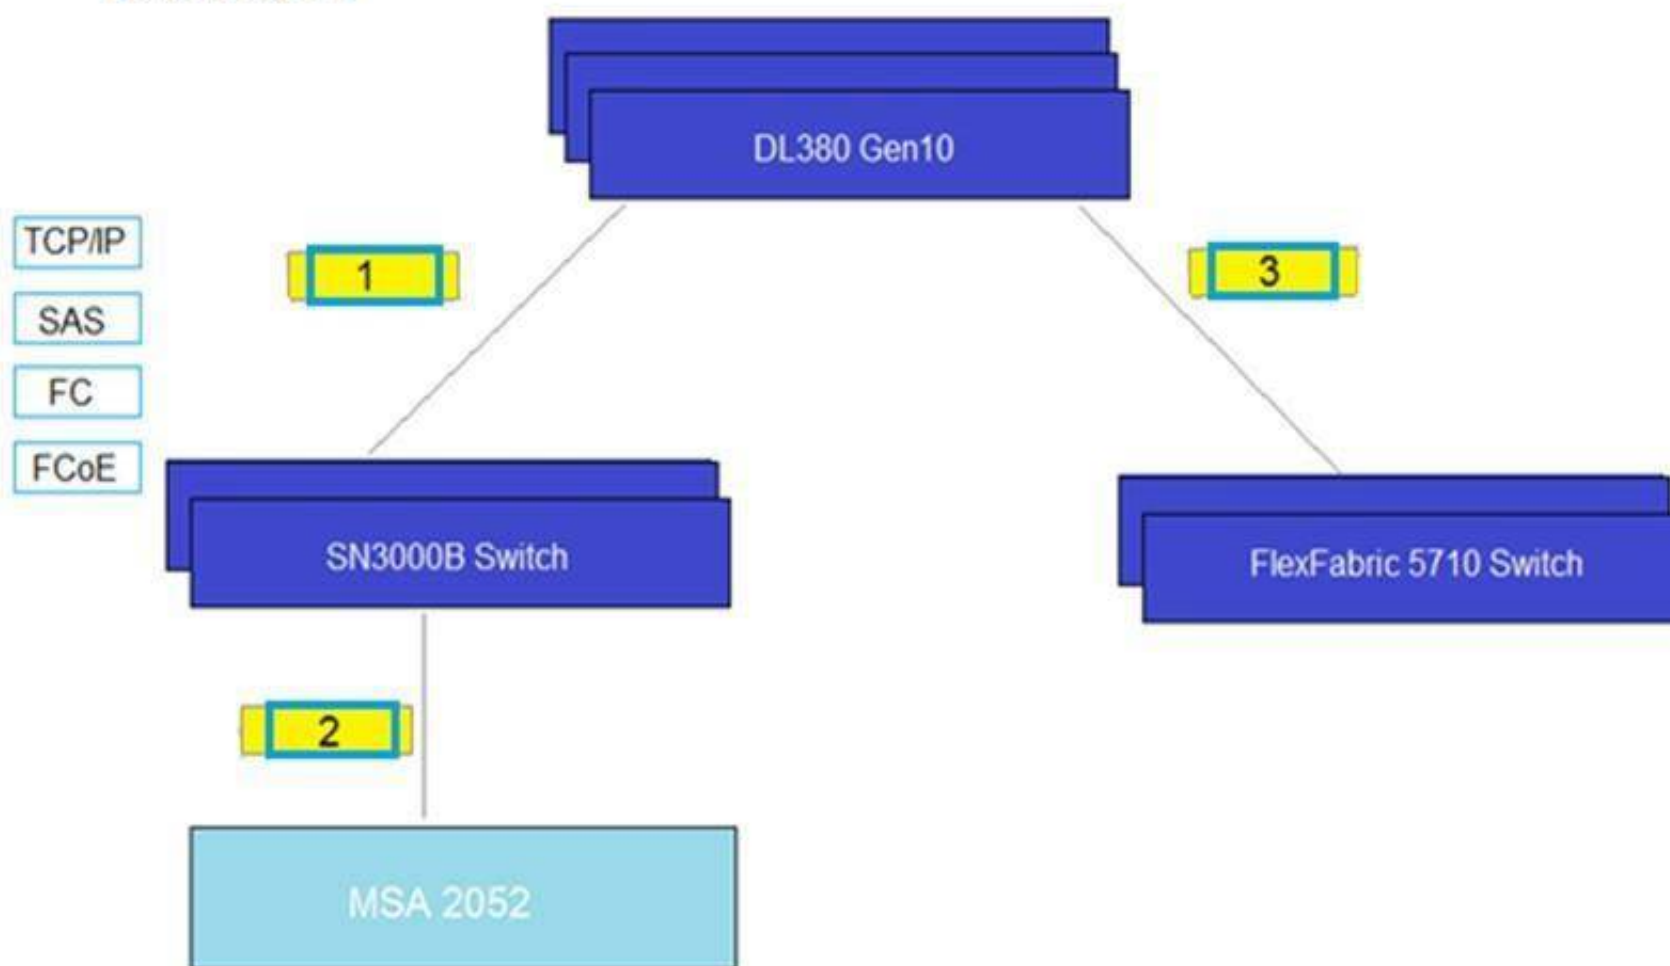 DL380 Gen10
TCP/IP
1
3
SAS
FC
FCoE
SN3000B Switch
FlexFabric 5710 Switch
2
MSA 2052